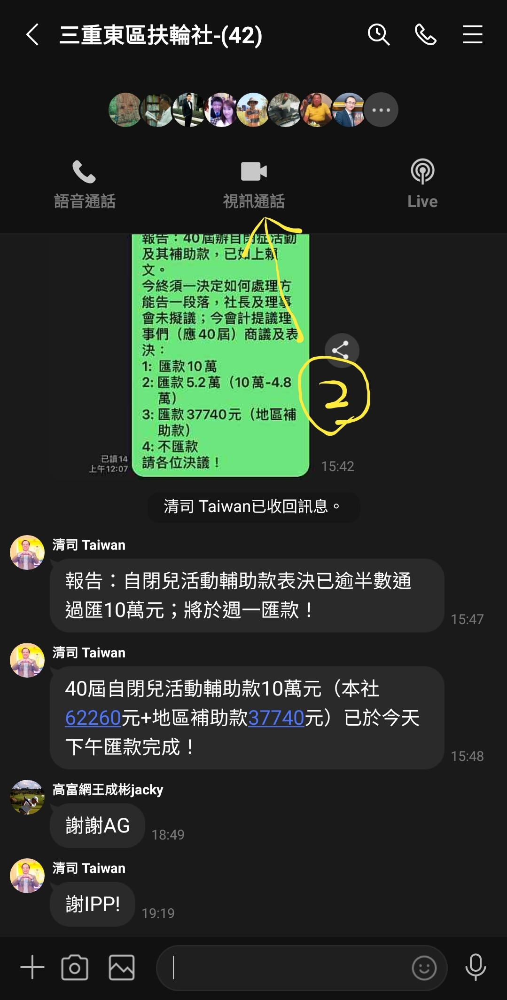 三重東區扶輪社-(42)
語音通話
視訊通話
Live
報告：40屆辦自閉症活動
及其補助款，已如上賴
文。
今終須一決定如何處理方
能告一段落，社長及理事
會未擬議；今會計提議理
事們（應40屆）商議及表
決：
1: 匯款10萬
2: 匯款5.2萬（10萬-4.8
萬）
3: 匯款37740元（地區補
助款）
4: 不匯款
請各位決議！
已讀14
上午12:07
2
15:42
清司 Taiwan已收回訊息。
清司 Taiwan
報告：自閉兒活動輔助款表決已逾半數通
過匯10萬元；將於週一匯款！
15:47
清司 Taiwan
40屆自閉兒活動輔助款10萬元（本社
62260元+地區補助款37740元）已於今天
下午匯款完成！
15:48
高富網王成彬jacky
謝謝AG
18:49
清司 Taiwan
謝IPP!
19:19